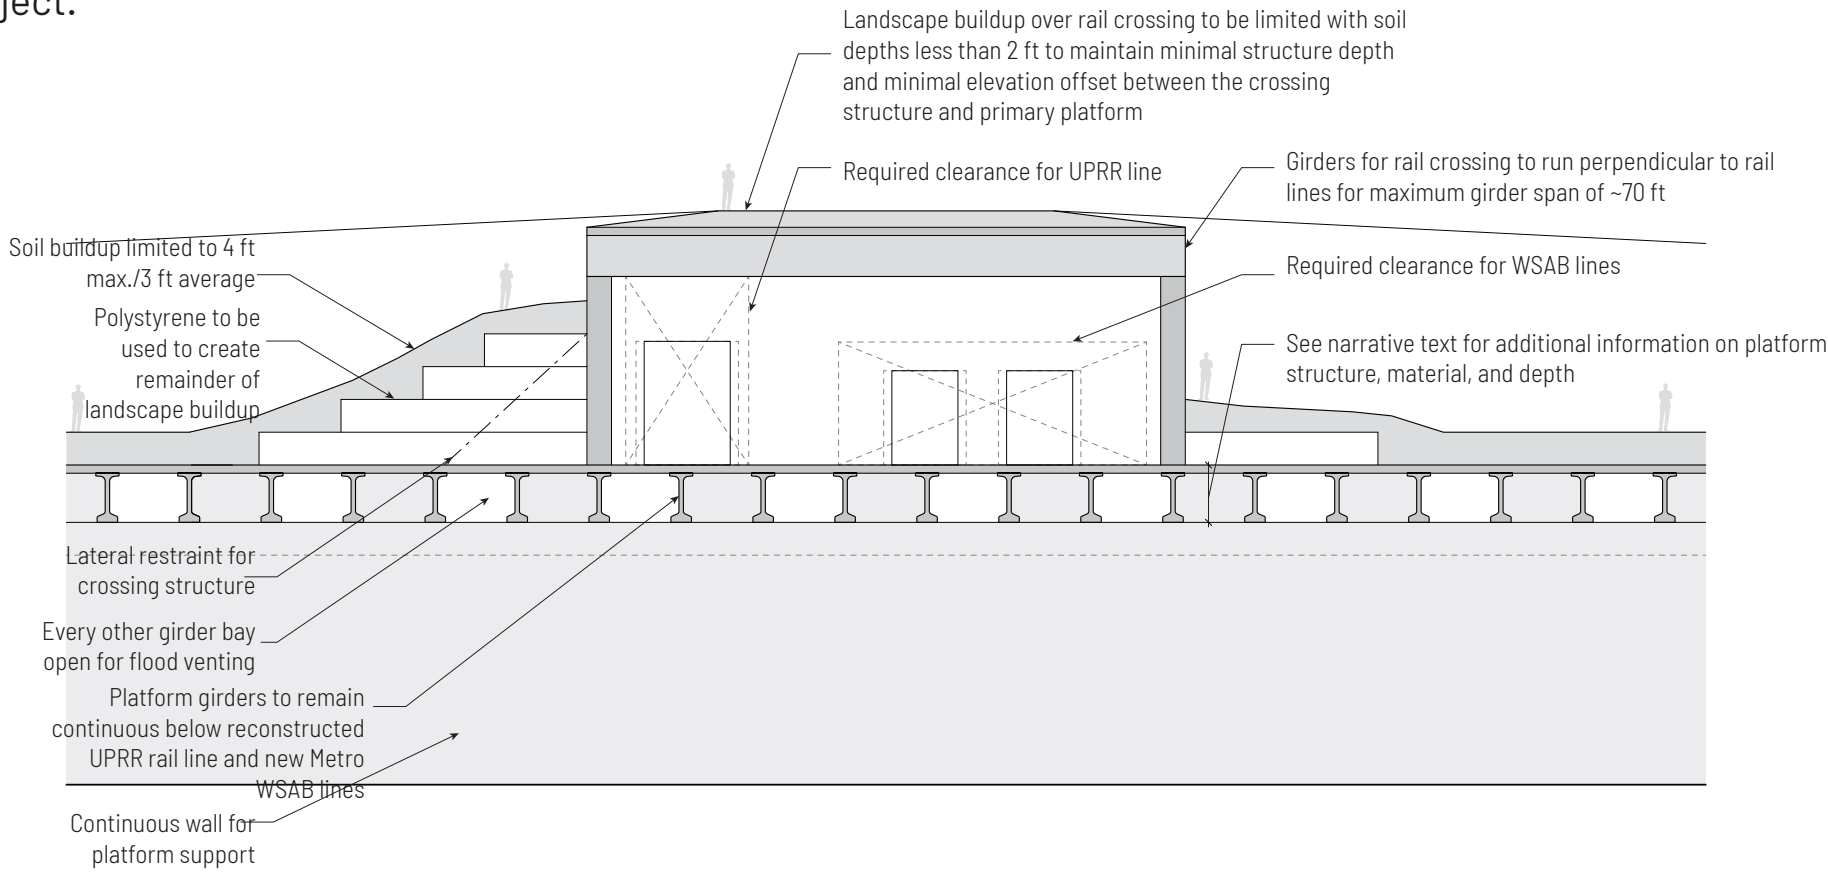 ject.
Landscape buildup over rail crossing to be limited with soil
depths less than 2 ft to maintain minimal structure depth
and minimal elevation offset between the crossing
structure and primary platform
Required clearance for UPRR line
Girders for rail crossing to run perpendicular to rail
lines for maximum girder span of ~70 ft
Soil buildup limited to 4 ft
max./3 ft average
Required clearance for WSAB lines
Polystyrene to be
used to create
remainder of
landscape buildup
See narrative text for additional information on platform
structure, material, and depth
Lateral restraint for
crossing structure
Every other girder bay
open for flood venting
Platform girders to remain
continuous below reconstructed
UPRR rail line and new Metro
WSAB lines
Continuous wall for
platform support